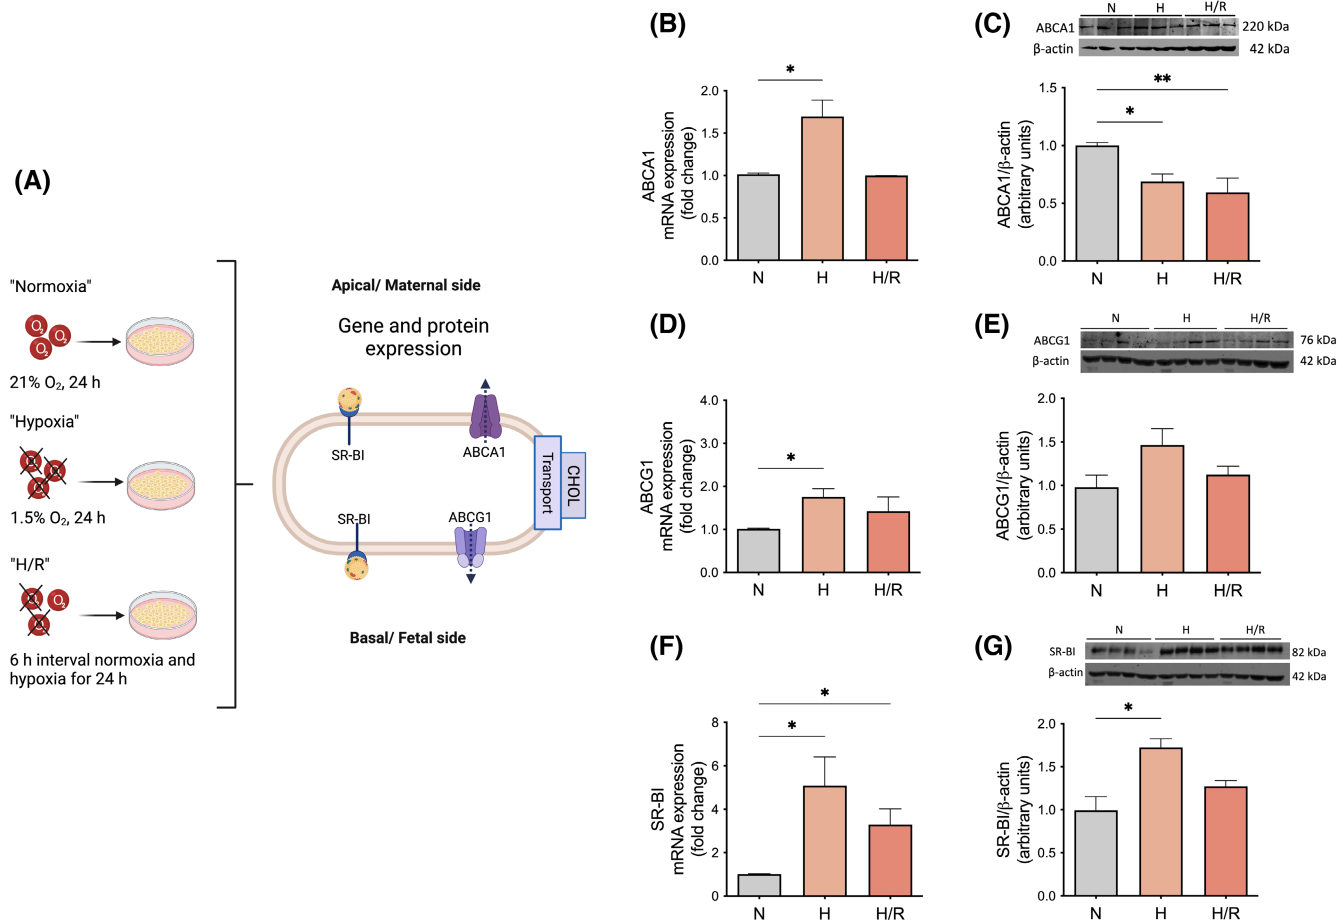 (A)
"Normoxia"
O₂ O₂ O₂
21% O₂, 24 h
"Hypoxia"
1.5% O₂, 24 h
"H/R"
O₂
6 h interval normoxia and
hypoxia for 24 h
Apical/ Maternal side
Gene and protein
expression
SR-BI
ABCA1
SR-BI
ABCG1
Transport
CHOL
Basal/ Fetal side
(B)
ABCA1
mRNA expression
(fold change)
2.0
1.5
1.0
0.5
0.0
*
N H H/R
(C)
N H H/R
ABCA1 220 kDa
β-actin 42 kDa
ABCA1/β-actin
(arbitrary units)
1.5
1.0
0.5
0.0
**
*
N H H/R
(D)
ABCG1
mRNA expression
(fold change)
4.0
3.0
2.0
1.0
0.0
*
N H H/R
(E)
N H H/R
ABCG1 76 kDa
β-actin 42 kDa
ABCG1/β-actin
(arbitrary units)
2.0
1.5
1.0
0.5
0.0
N H H/R
(F)
SR-BI
mRNA expression
(fold change)
8
6
4
2
0
*
*
N H H/R
(G)
N H H/R
SR-BI 82 kDa
β-actin 42 kDa
SR-BI/β-actin
(arbitrary units)
2.0
1.5
1.0
0.5
0.0
*
N H H/R